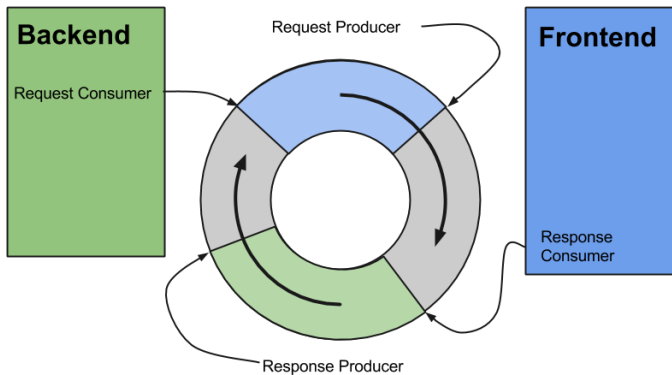 Backend
Request Producer
Frontend
Request Consumer
Response
Consumer
Response Producer